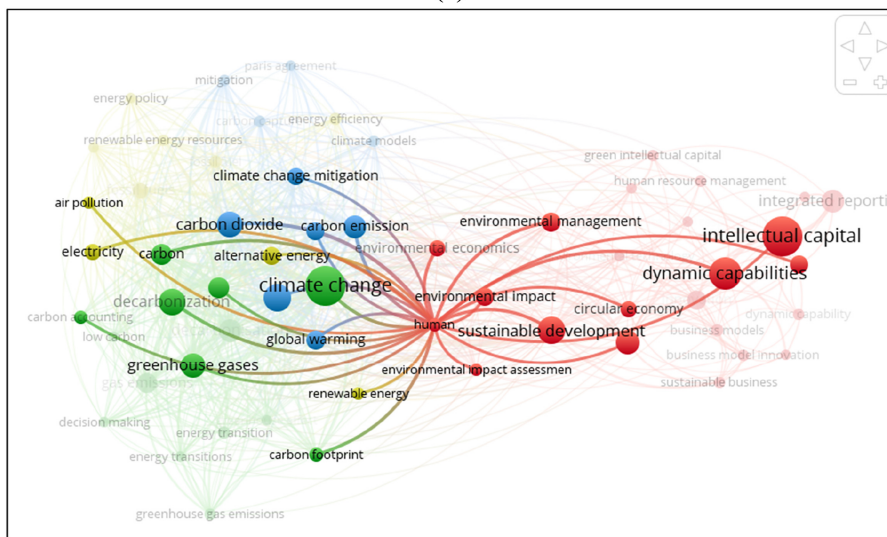 paris agreement
mitigation
energy policy
energy efficiency
renewable energy resources
climate models
green intellectual capital
climate change mitigation
human resource management
air pollution
integrated reporti
carbon dioxide
carbon emission
environmental management
intellectual capital
electricity
carbon
alternative energy
environmental economics
dynamic capabilities
climate change
decarbonization
environmental impact
circular economy
carbon accounting
human
dynamic capability
low carbon
global warming
sustainable development
business models
greenhouse gases
environmental impact assessmen
business model innovation
gas emissions
renewable energy
sustainable business
decision making
energy transition
energy transitions
carbon footprint
greenhouse gas emissions